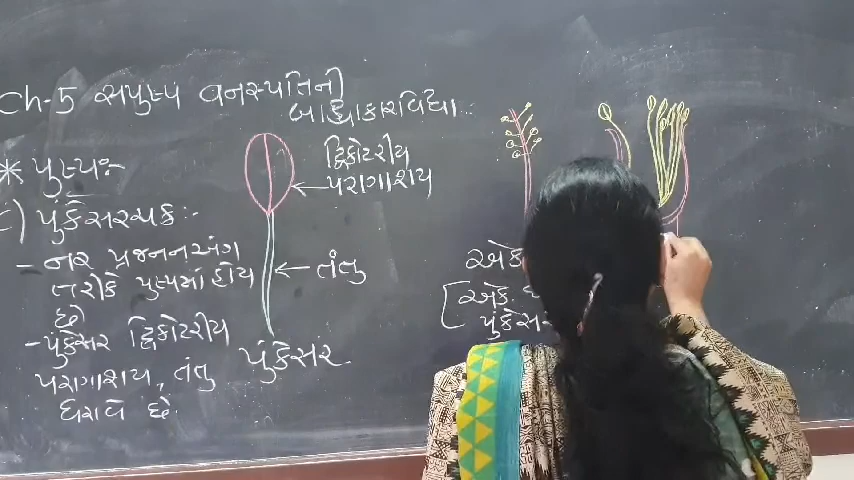 Ch-5 સપુષ્પ વનસ્પતિની
બાહ્યાકારવિદ્યા :
* પુષ્પ:-
C) પુંકેસરચક્ર :-
- નર પ્રજનન અંગ
તરીકે પુષ્પમાં હોય
છે
- પુંકેસર દ્વિકોટરીય
પરાગાશય, તંતુ
ધરાવે છે.
દ્વિકોટરીય
પરાગાશય
તંતુ
પુંકેસર